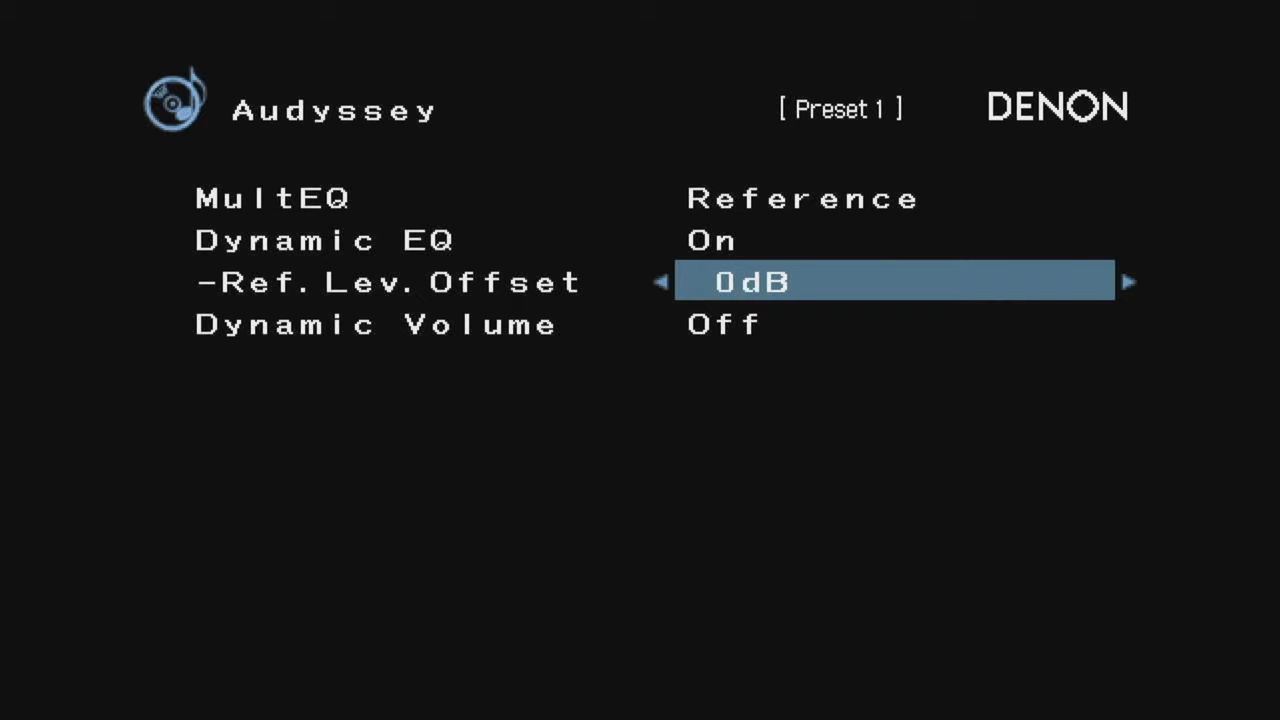 Audyssey [ Preset 1 ] DENON
MultEQ Reference
Dynamic EQ On
-Ref.Lev.Offset 0dB
Dynamic Volume Off